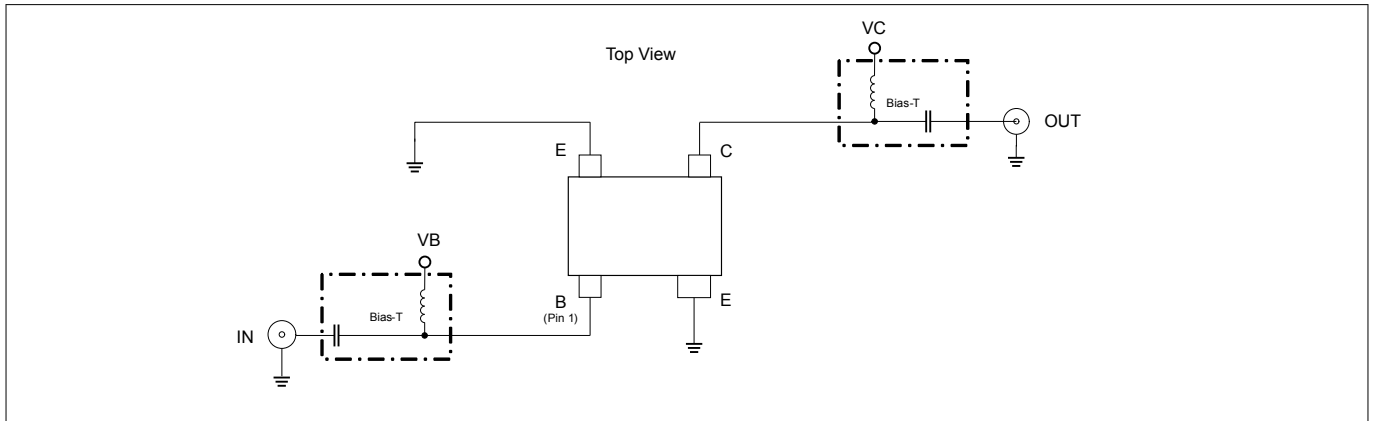 Top View
VC
Bias-T
OUT
E
C
VB
Bias-T
IN
B
(Pin 1)
E